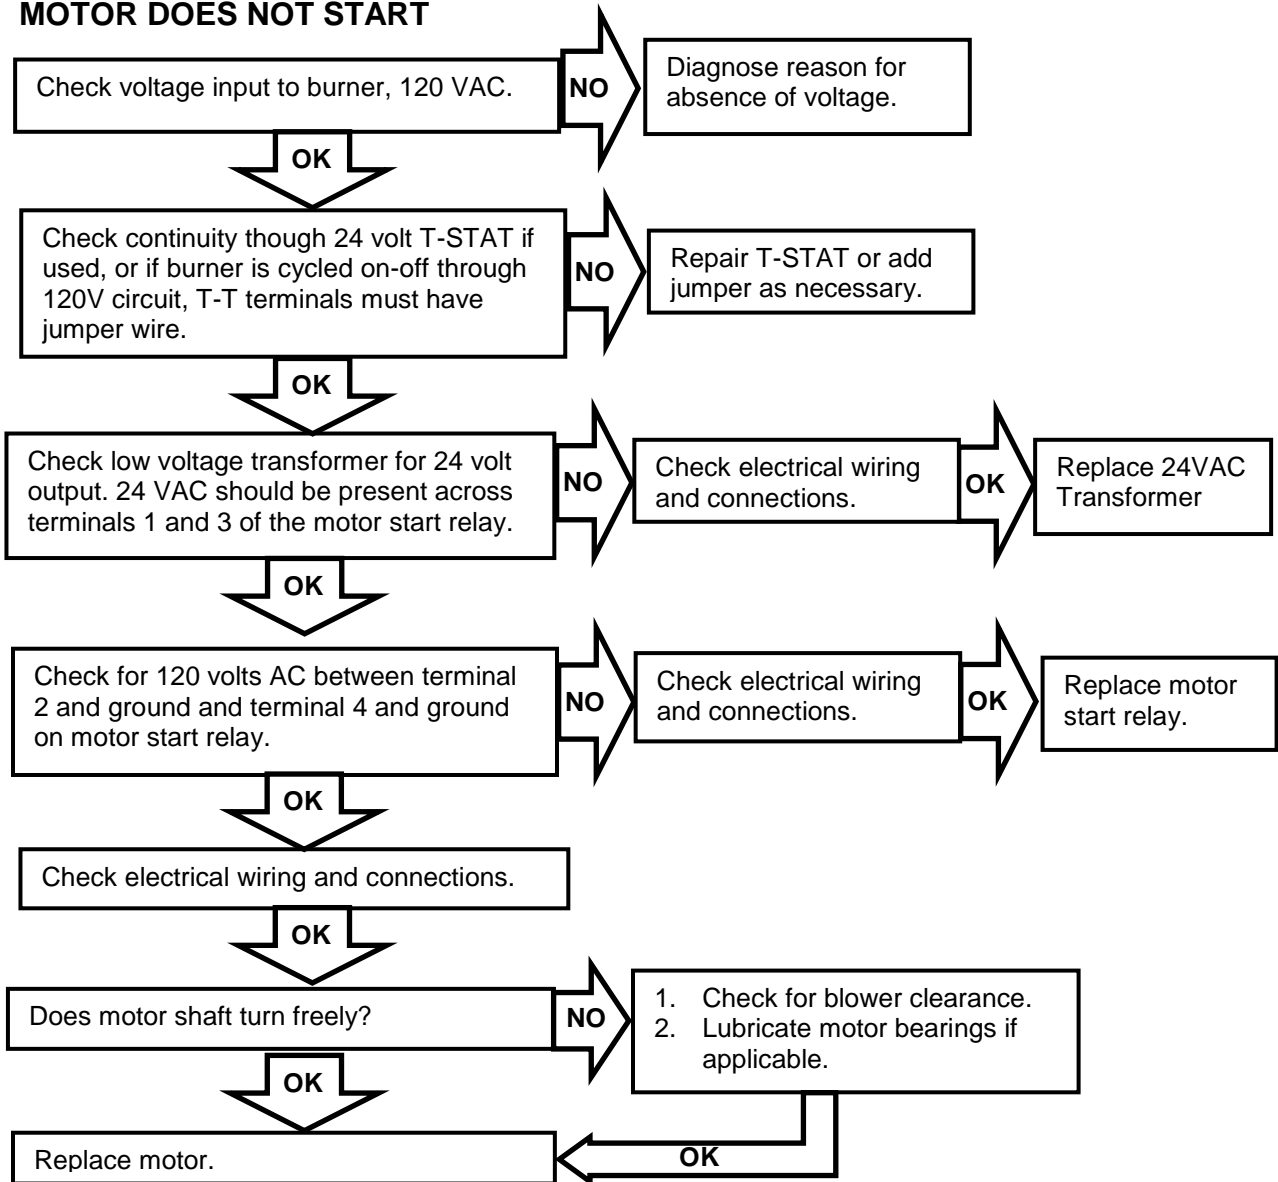 MOTOR DOES NOT START
Check voltage input to burner, 120 VAC.
NO
Diagnose reason for
absence of voltage.
OK
Check continuity though 24 volt T-STAT if
used, or if burner is cycled on-off through
120V circuit, T-T terminals must have
jumper wire.
NO
Repair T-STAT or add
jumper as necessary.
OK
Check low voltage transformer for 24 volt
output. 24 VAC should be present across
terminals 1 and 3 of the motor start relay.
NO
Check electrical wiring
and connections.
OK
Replace 24VAC
Transformer
OK
Check for 120 volts AC between terminal
2 and ground and terminal 4 and ground
on motor start relay.
NO
Check electrical wiring
and connections.
OK
Replace motor
start relay.
OK
Check electrical wiring and connections.
OK
Does motor shaft turn freely?
NO
1. Check for blower clearance.
2. Lubricate motor bearings if
applicable.
OK
Replace motor.
OK